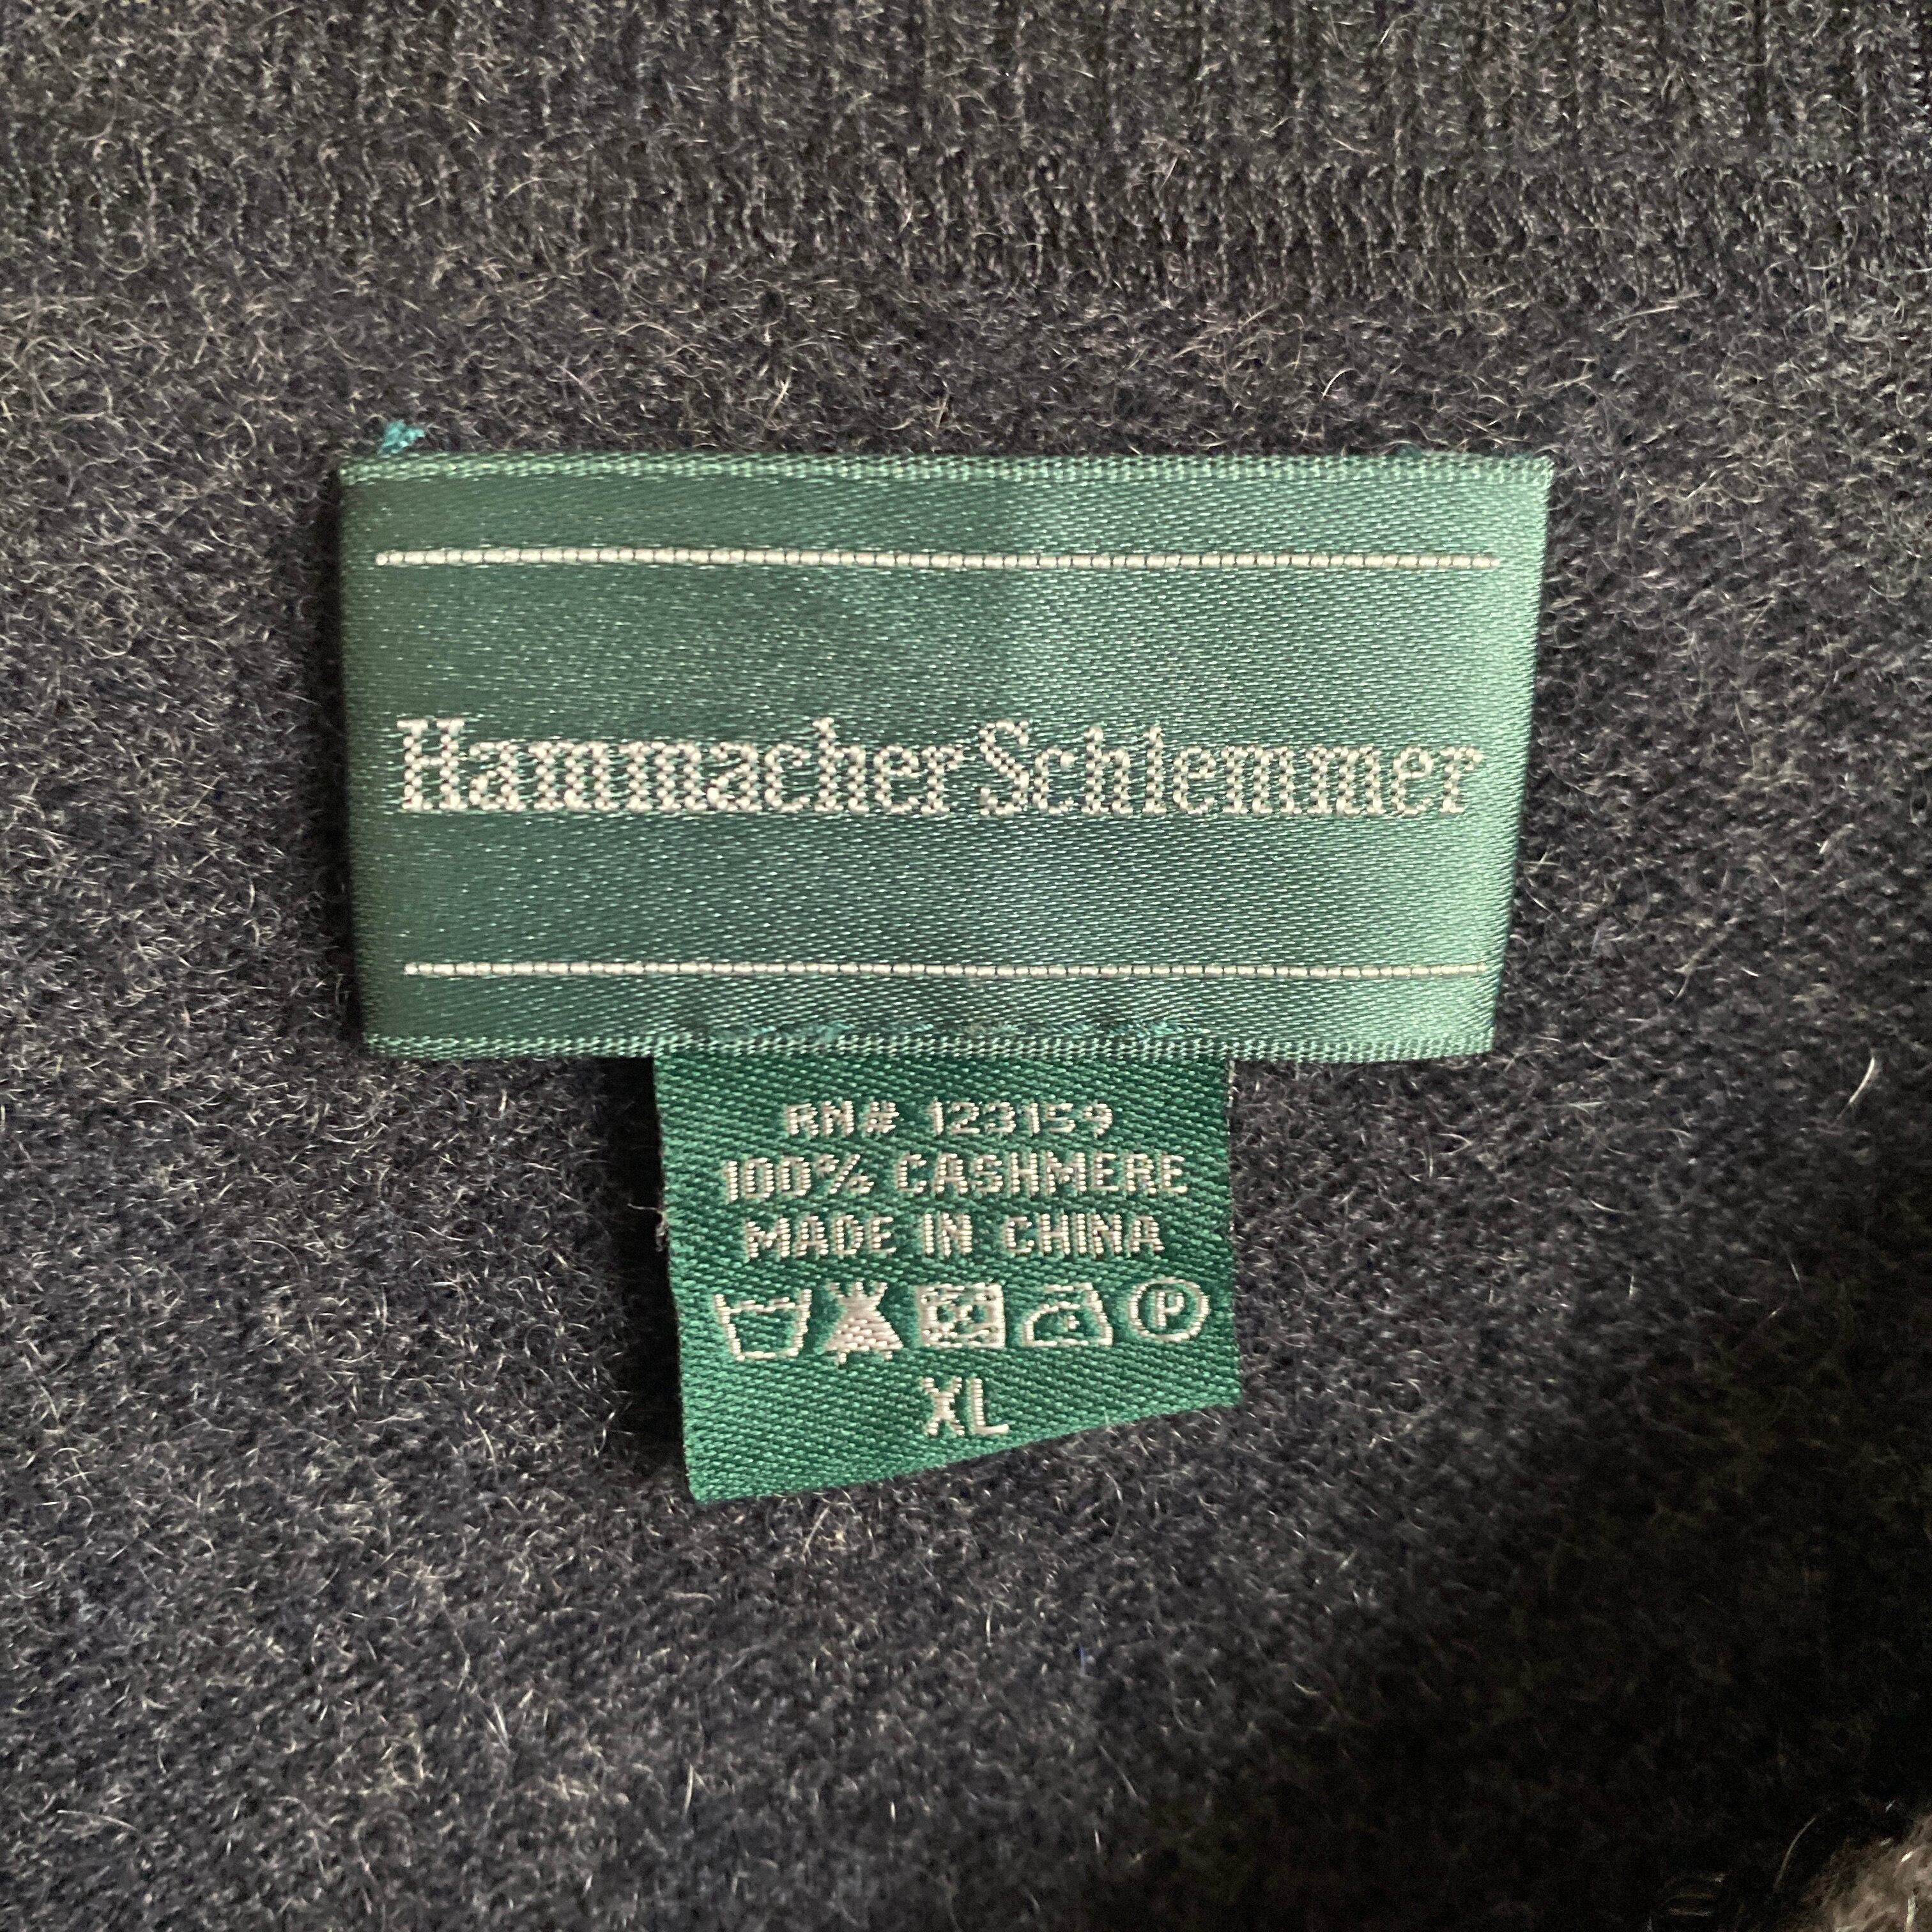 Hammacher Schlemmer
RN# 123159
100% CASHMERE
MADE IN CHINA
P
XL